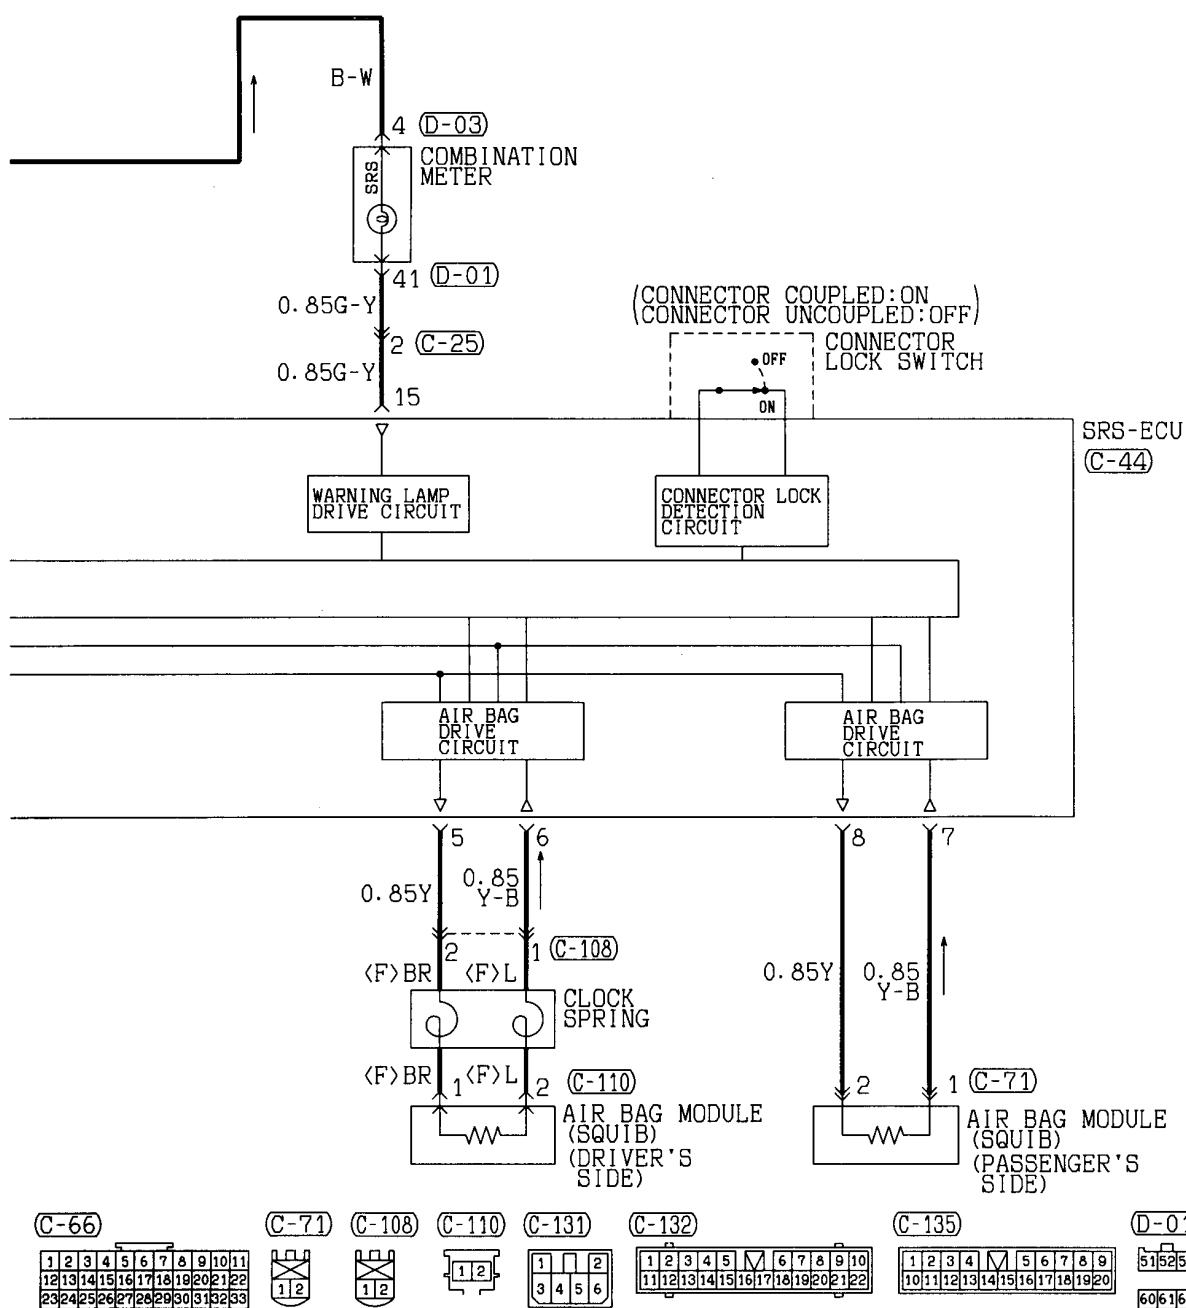 B-W
4 (D-03)
COMBINATION
METER
SRS
41 (D-01)
0.85G-Y
2 (C-25)
0.85G-Y
15
(CONNECTOR COUPLED:ON
CONNECTOR UNCOUPLED:OFF)
CONNECTOR
LOCK SWITCH
OFF
ON
SRS-ECU
C-44
WARNING LAMP
DRIVE CIRCUIT
CONNECTOR LOCK
DETECTION
CIRCUIT
AIR BAG
DRIVE
CIRCUIT
AIR BAG
DRIVE
CIRCUIT
5 6 8 7
0.85Y
0.85
Y-B
2 1 C-108
<F>BR <F>L
CLOCK
SPRING
0.85Y
0.85
Y-B
<F>BR 1 <F>L 2 C-110
2 1 C-71
AIR BAG MODULE
(SQUIB)
(DRIVER'S
SIDE)
AIR BAG MODULE
(SQUIB)
(PASSENGER'S
SIDE)
C-66 C-71 C-108 C-110 C-131 C-132 C-135
1 2 3 4 5 6 7 8 9 10 11
12 13 14 15 16 17 18 19 20 21 22
23 24 25 26 27 28 29 30 31 32 33
1 2
1 2
1 2
1 2
3 4 5 6
1 2 3 4 5 6 7 8 9 10
11 12 13 14 15 16 17 18 19 20 21 22
1 2 3 4 5 6 7 8 9
10 11 12 13 14 15 16 17 18 19 20
51 52
60 61